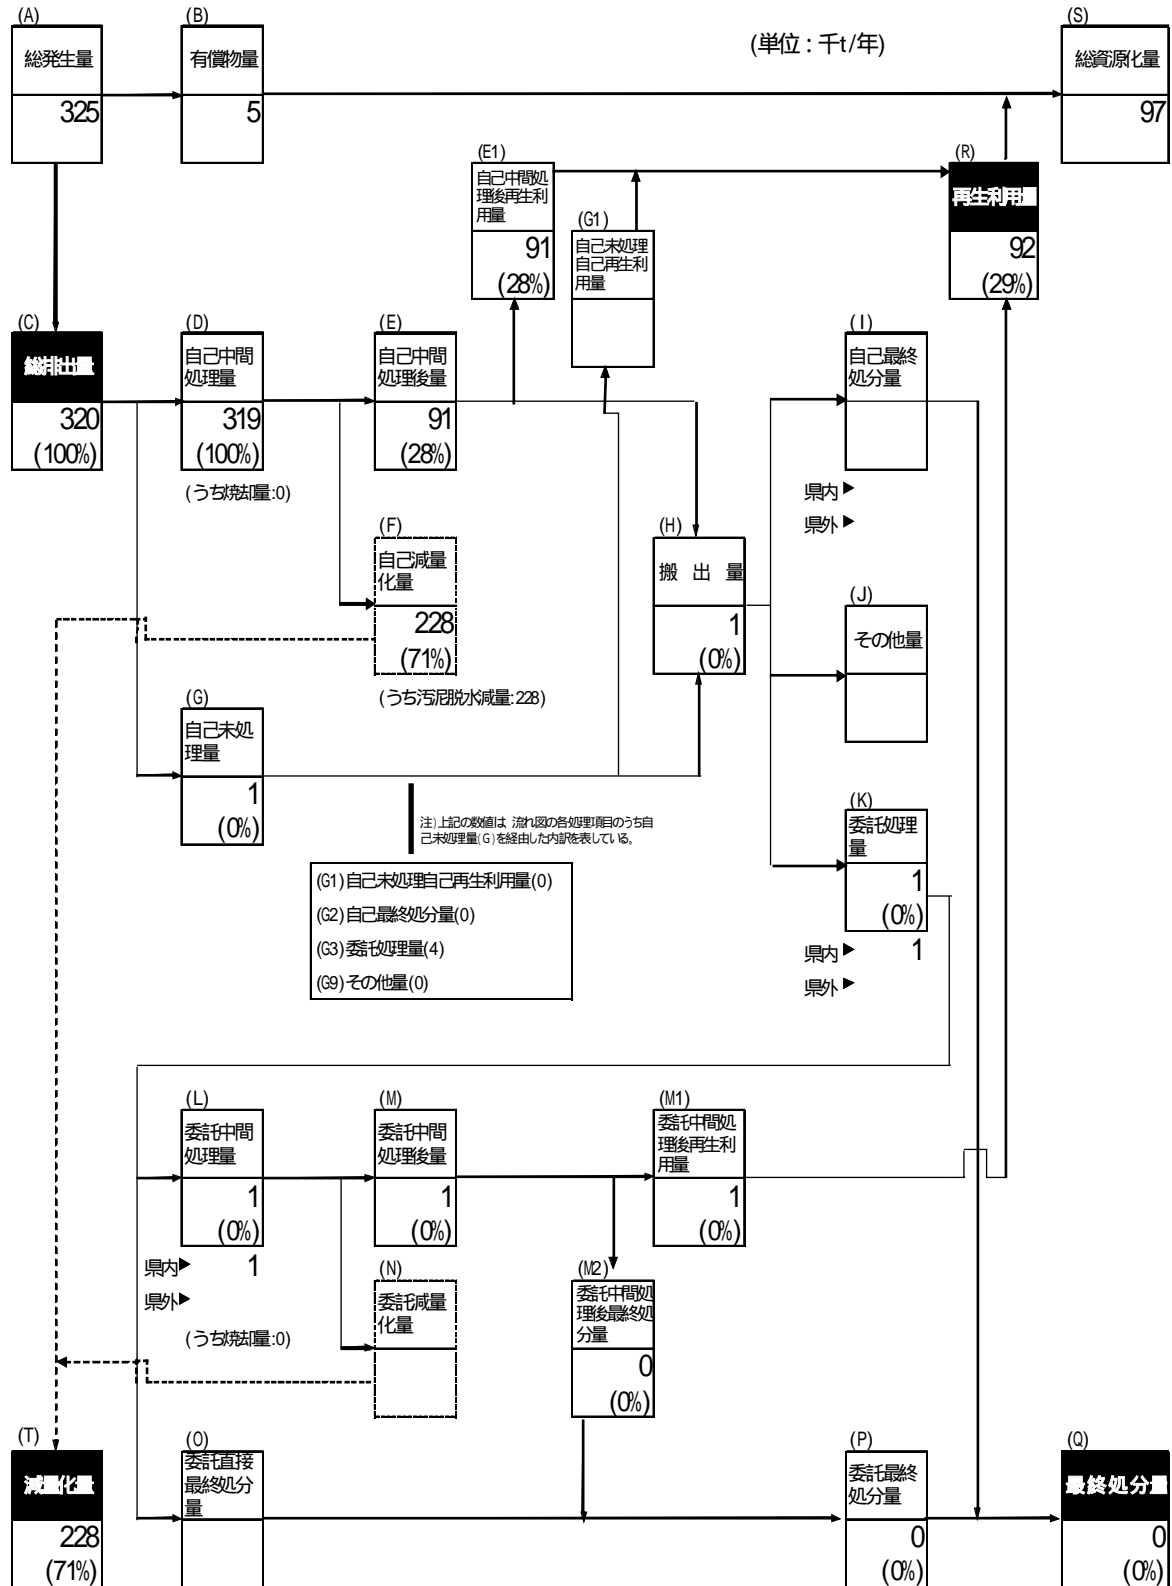 (A)
総発生量
325
(B)
有償物量
5
(単位：千t/年)
(S)
総資源化量
97
(E1)
自己中間処
理後再生利
用量
91
(28%)
(G1)
自己未処理
自己再生利
用量
(R)
再生利用量
92
(29%)
(C)
総排出量
320
(100%)
(D)
自己中間
処理量
319
(100%)
(うち焼却量:0)
(E)
自己中間
処理後量
91
(28%)
(I)
自己最終
処分量
県内▶
県外▶
(F)
自己減量
化量
228
(71%)
(うち汚泥脱水減量:228)
(H)
搬出量
1
(0%)
(J)
その他量
(G)
自己未処
理量
1
(0%)
注)上記の数値は 流れ図の各処理項目のうち自
己未処理量(G)を経由した内訳を表している。
(G1)自己未処理自己再生利用量(0)
(G2)自己最終処分量(0)
(G3)委託処理量(4)
(G9)その他量(0)
(K)
委託処理
量
1
(0%)
県内▶ 1
県外▶
(L)
委託中間
処理量
1
(0%)
県内▶ 1
県外▶
(うち焼却量:0)
(M)
委託中間
処理後量
1
(0%)
(M1)
委託中間処
理後再生利
用量
1
(0%)
(N)
委託減量
化量
(M2)
委託中間処
理後最終処
分量
0
(0%)
(T)
減量化量
228
(71%)
(O)
委託直接
最終処分
量
(P)
委託最終
処分量
0
(0%)
(Q)
最終処分量
0
(0%)